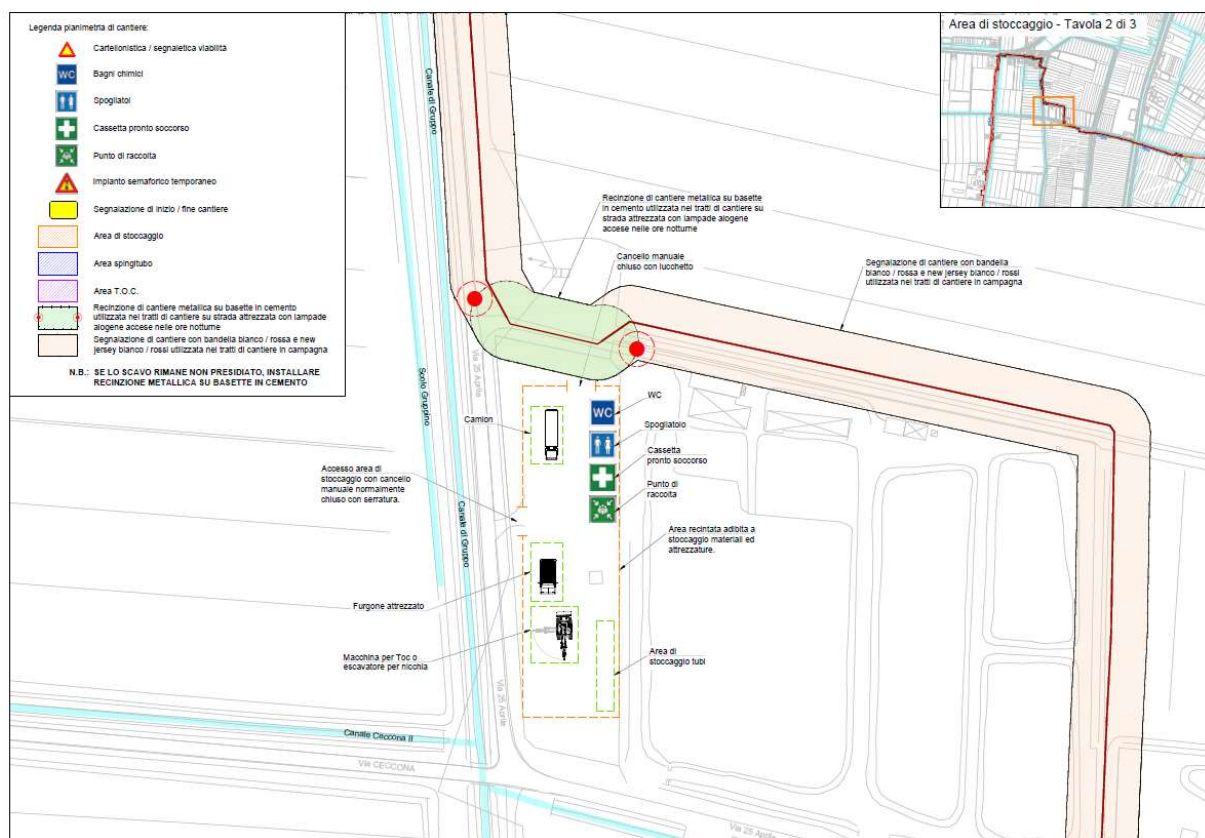 Legenda planimetria di cantiere:
Cartellonistica / segnaletica viabilità
WC
Bagni chimici
Spogliatoi
Cassetta pronto soccorso
Punto di raccolta
Impianto semaforico temporaneo
Segnalazione di inizio / fine cantiere
Area di stoccaggio
Area spingitubo
Area T.O.C.
Recinzione di cantiere metallica su basette in cemento
utilizzata nei tratti di cantiere su strada attrezzata con lampade
alogene accese nelle ore notturne
Segnalazione di cantiere con bandella bianco / rossa e new
jersey bianco / rossi utilizzata nei tratti di cantiere in campagna
N.B.: SE LO SCAVO RIMANE NON PRESIDIATO, INSTALLARE
RECINZIONE METALLICA SU BASETTE IN CEMENTO
Area di stoccaggio - Tavola 2 di 3
Canale di Gruppo
Recinzione di cantiere metallica su basette
in cemento utilizzata nei tratti di cantiere su
strada attrezzata con lampade alogene
accese nelle ore notturne
Cancello manuale
chiuso con lucchetto
Segnalazione di cantiere con bandella
bianco / rossa e new jersey bianco / rossi
utilizzata nei tratti di cantiere in campagna
Via 25 Aprile
Scolo Gruppino
Camion
WC
WC
Spogliatoio
Cassetta
pronto soccorso
Punto di
raccolta
Accesso area di
stoccaggio con cancello
manuale normalmente
chiuso con serratura.
Canale di Gruppo
Area recintata adibita a
stoccaggio materiali ed
attrezzature.
Furgone attrezzato
Macchina per Toc o
escavatore per nicchia
Area di
stoccaggio tubi
Via 25 Aprile
Canale Ceccona II
Via CECCONA
Via 25 Aprile